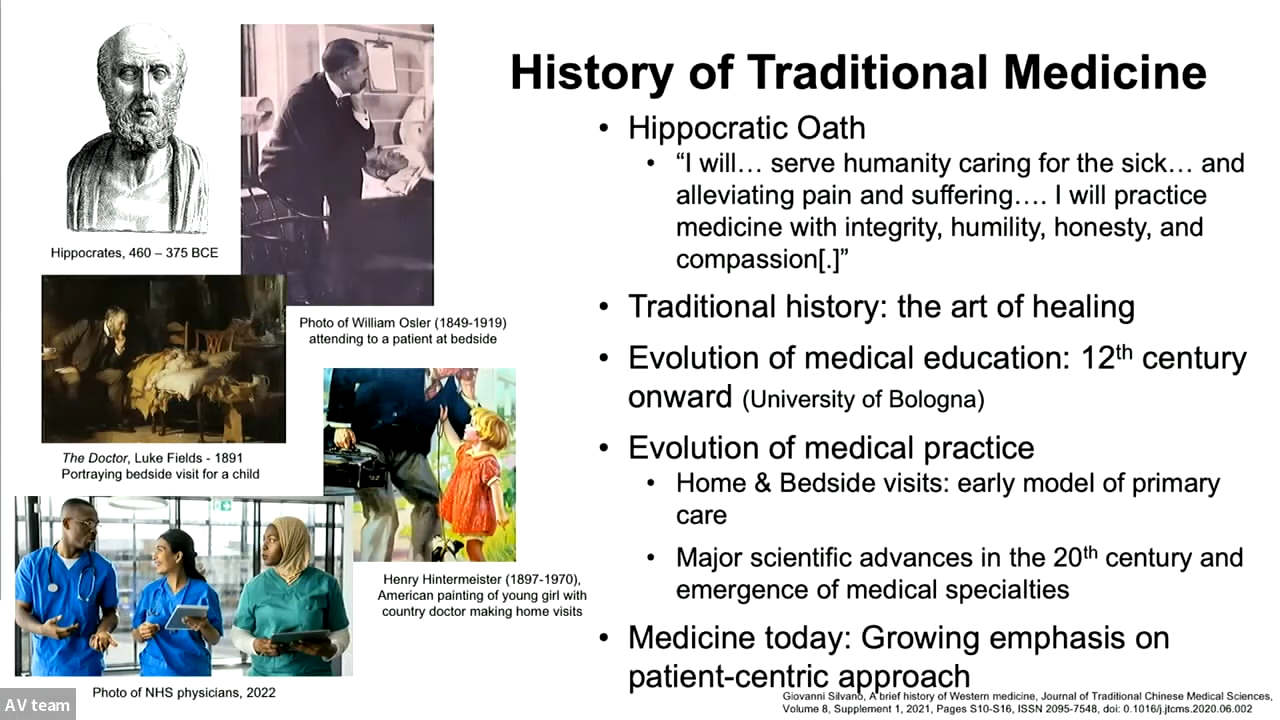 History of Traditional Medicine
• Hippocratic Oath
• “I will… serve humanity caring for the sick… and
alleviating pain and suffering…. I will practice
medicine with integrity, humility, honesty, and
compassion[.]”
• Traditional history: the art of healing
• Evolution of medical education: 12th century
onward (University of Bologna)
• Evolution of medical practice
• Home & Bedside visits: early model of primary
care
• Major scientific advances in the 20th century and
emergence of medical specialties
• Medicine today: Growing emphasis on
patient-centric approach
Hippocrates, 460 – 375 BCE
Photo of William Osler (1849-1919)
attending to a patient at bedside
The Doctor, Luke Fields - 1891
Portraying bedside visit for a child
Henry Hintermeister (1897-1970),
American painting of young girl with
country doctor making home visits
Photo of NHS physicians, 2022
AV team
Giovanni Silvano, A brief history of Western medicine, Journal of Traditional Chinese Medical Sciences,
Volume 8, Supplement 1, 2021, Pages S10-S16, ISSN 2095-7548, doi: 0.1016/j.jtcms.2020.06.002